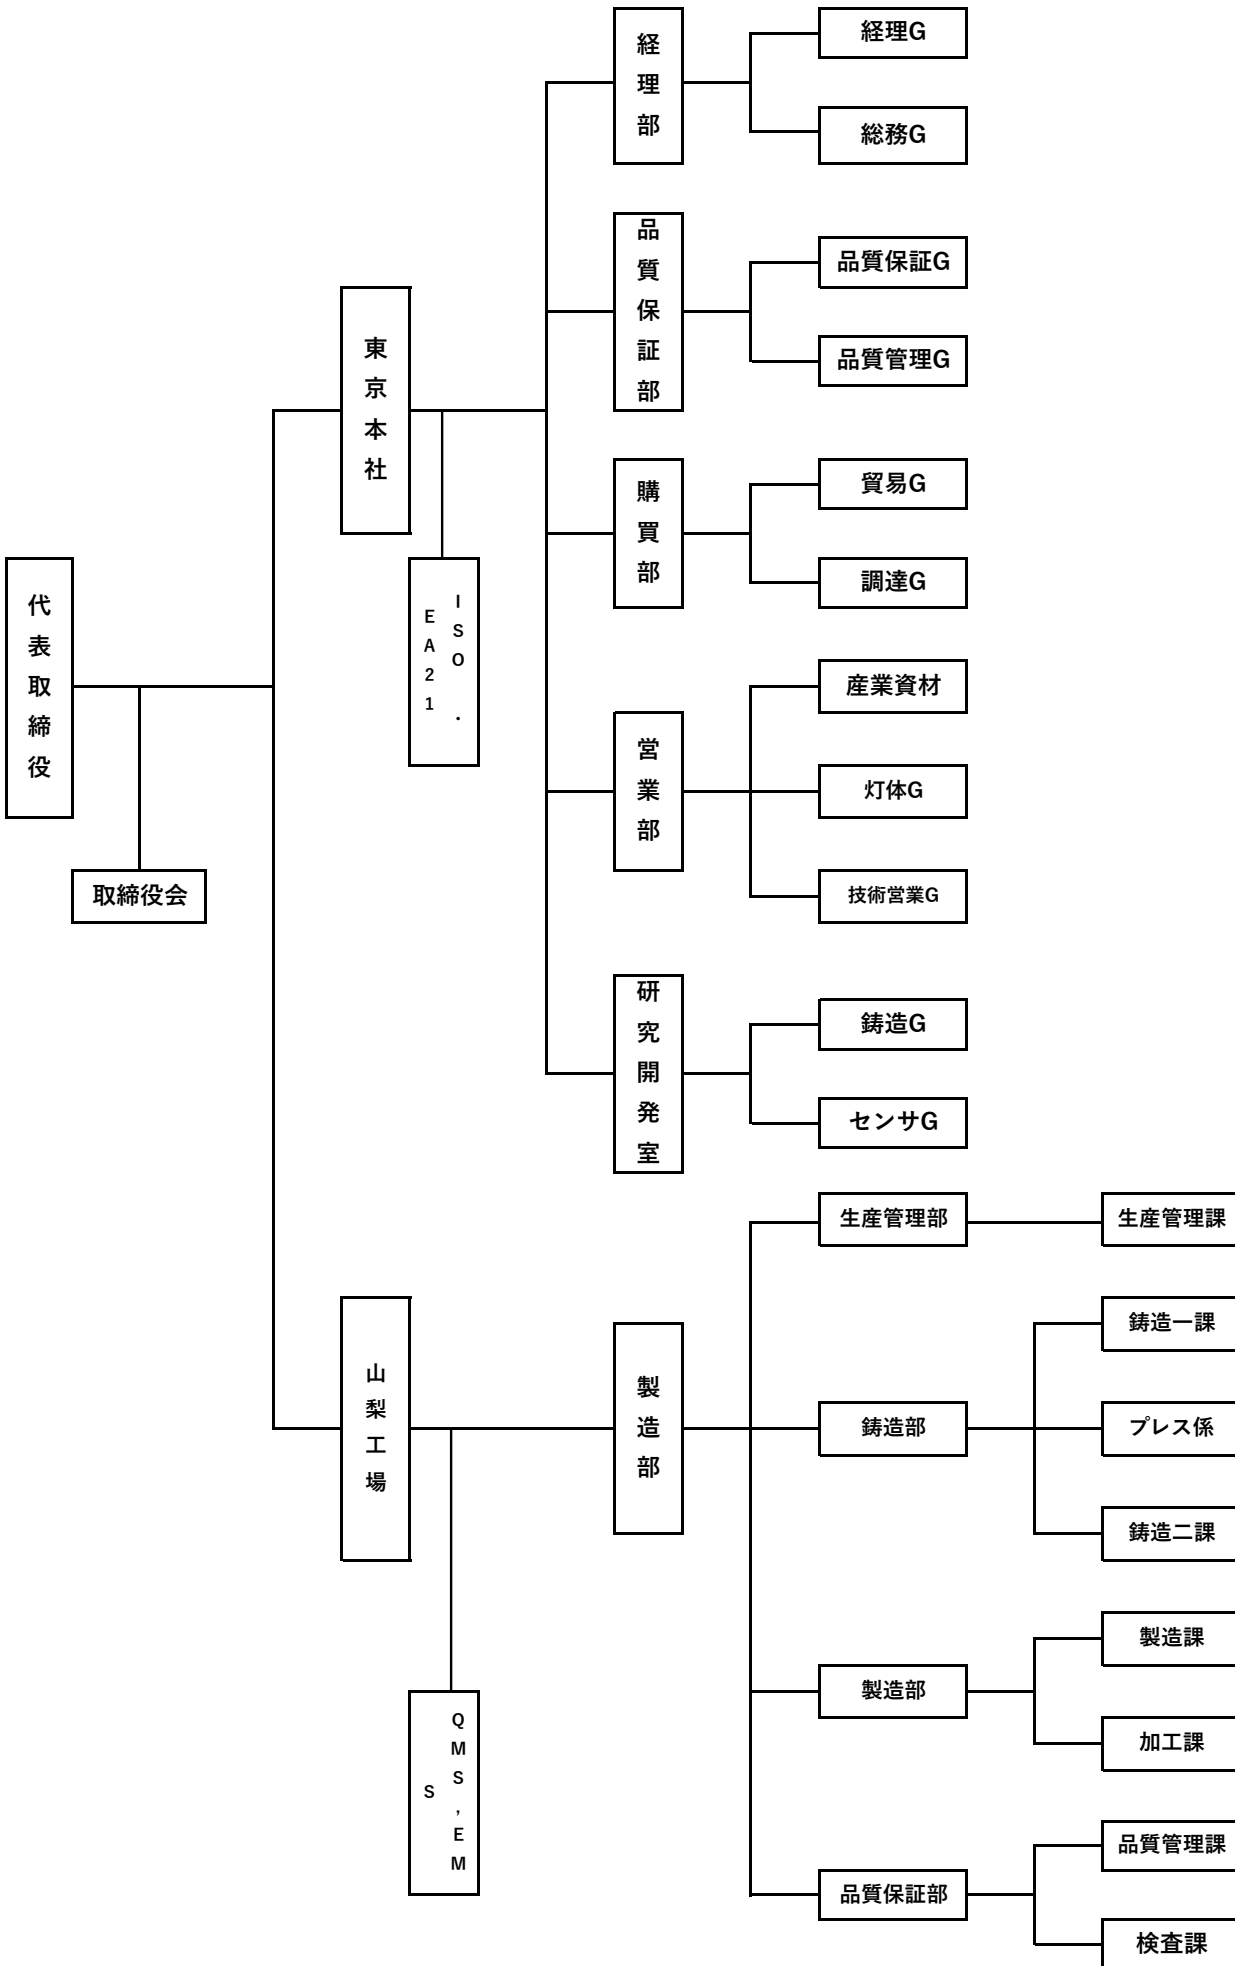 代表取締役
取締役会
東京本社
ISO・
EA21
経理部
経理G
総務G
品質保証部
品質保証G
品質管理G
購買部
貿易G
調達G
営業部
産業資材
灯体G
技術営業G
研究開発室
鋳造G
センサG
山梨工場
QMS,EM
S
製造部
生産管理部
生産管理課
鋳造部
鋳造一課
プレス係
鋳造二課
製造部
製造課
加工課
品質保証部
品質管理課
検査課